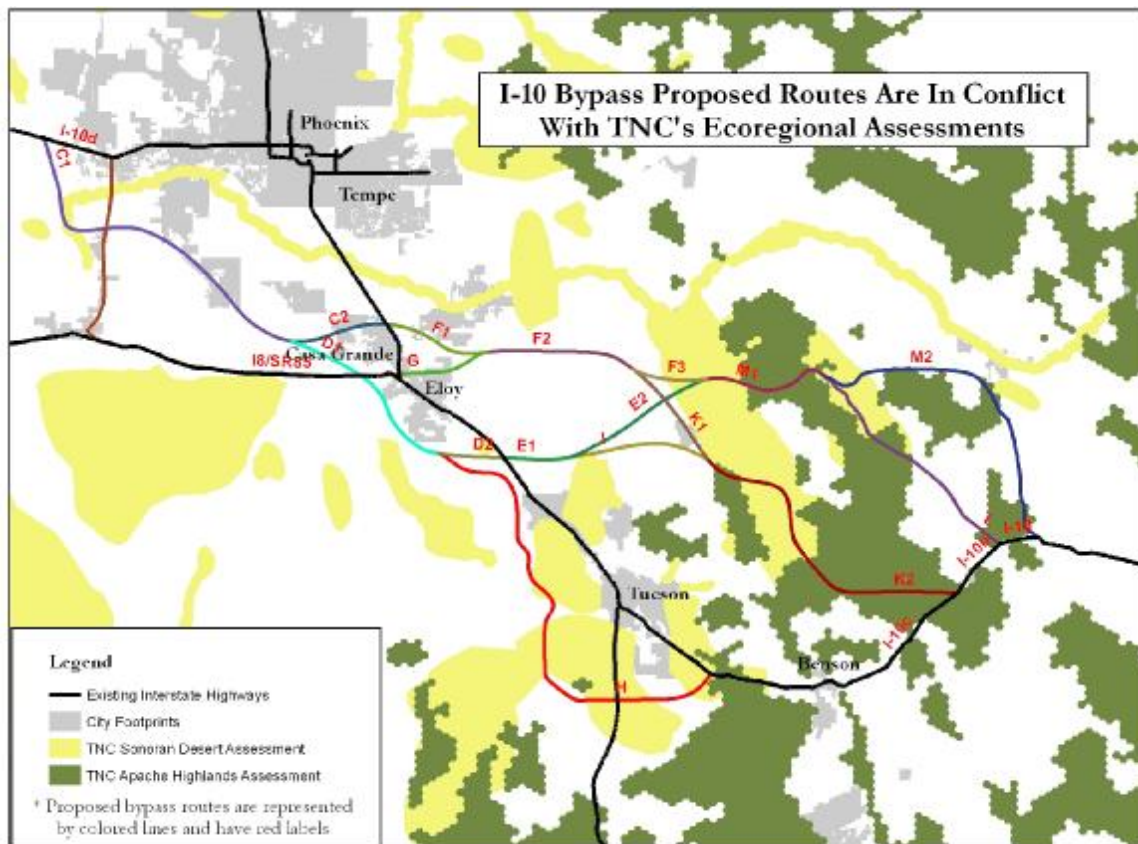 I-10 Bypass Proposed Routes Are In Conflict
With TNC's Ecoregional Assessments
I-10d
C1
Phoenix
Tempe
C2
D1
Casa Grande
I8/SR85
F1
G
Eloy
F2
F3
E2
M1
M2
K1
I
D2
E1
Tucson
H
K2
I-10c
Benson
Legend
Existing Interstate Highways
City Footprints
TNC Sonoran Desert Assessment
TNC Apache Highlands Assessment
* Proposed bypass routes are represented
by colored lines and have red labels